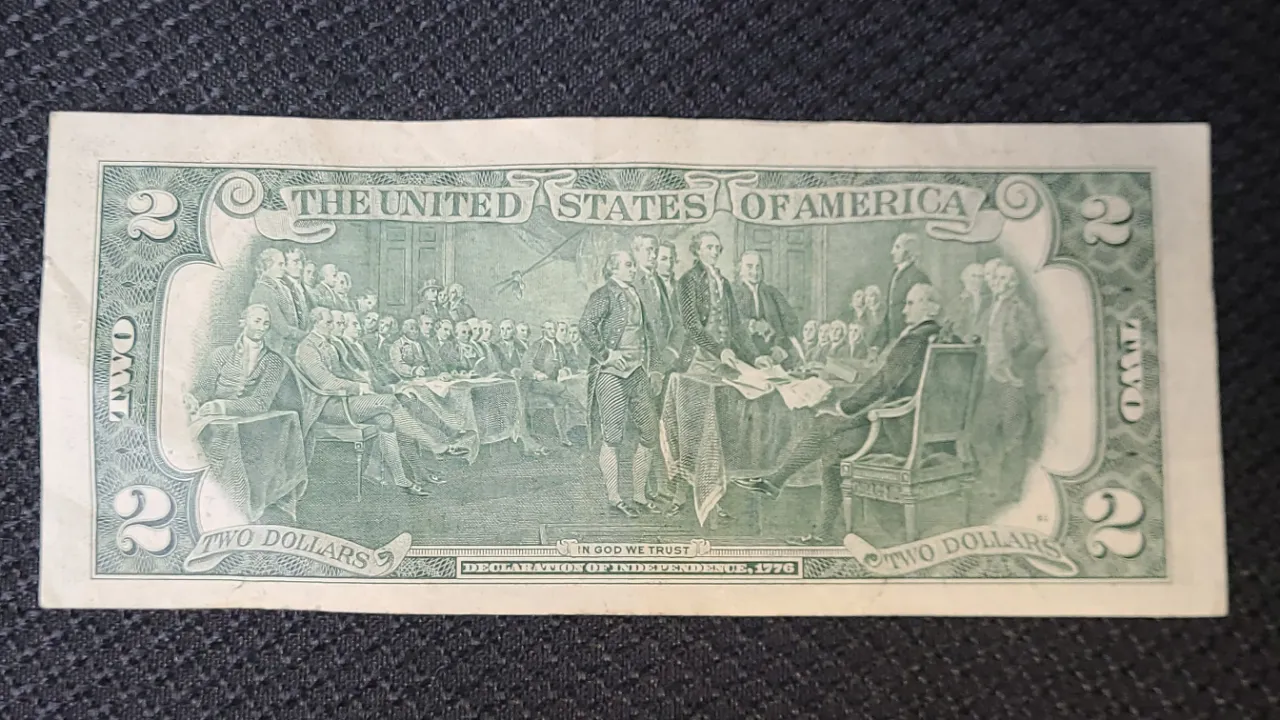 2 THE UNITED STATES OF AMERICA 2
TWO TWO
2 TWO DOLLARS IN GOD WE TRUST TWO DOLLARS 2
DECLARATION OF INDEPENDENCE, 1776